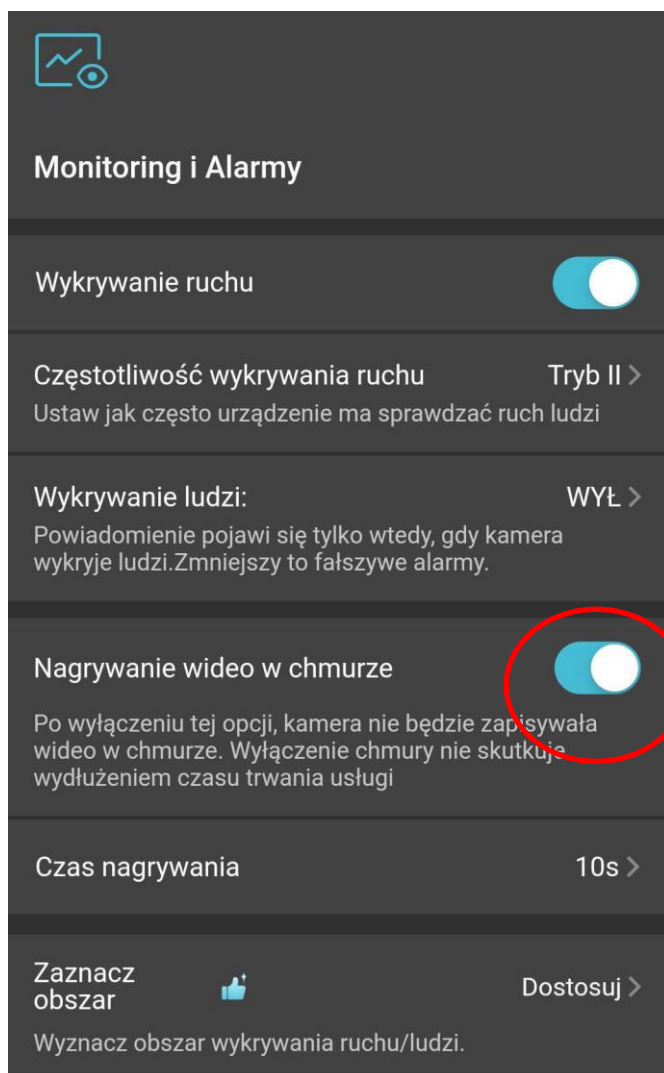 Monitoring i Alarmy
Wykrywanie ruchu
Częstotliwość wykrywania ruchu Tryb II
Ustaw jak często urządzenie ma sprawdzać ruch ludzi
Wykrywanie ludzi: WYŁ
Powiadomienie pojawi się tylko wtedy, gdy kamera
wykryje ludzi.Zmniejszy to fałszywe alarmy.
Nagrywanie wideo w chmurze
Po wyłączeniu tej opcji, kamera nie będzie zapisywała
wideo w chmurze. Wyłączenie chmury nie skutkuje
wydłużeniem czasu trwania usługi
Czas nagrywania 10s
Zaznacz
obszar Dostosuj
Wyznacz obszar wykrywania ruchu/ludzi.